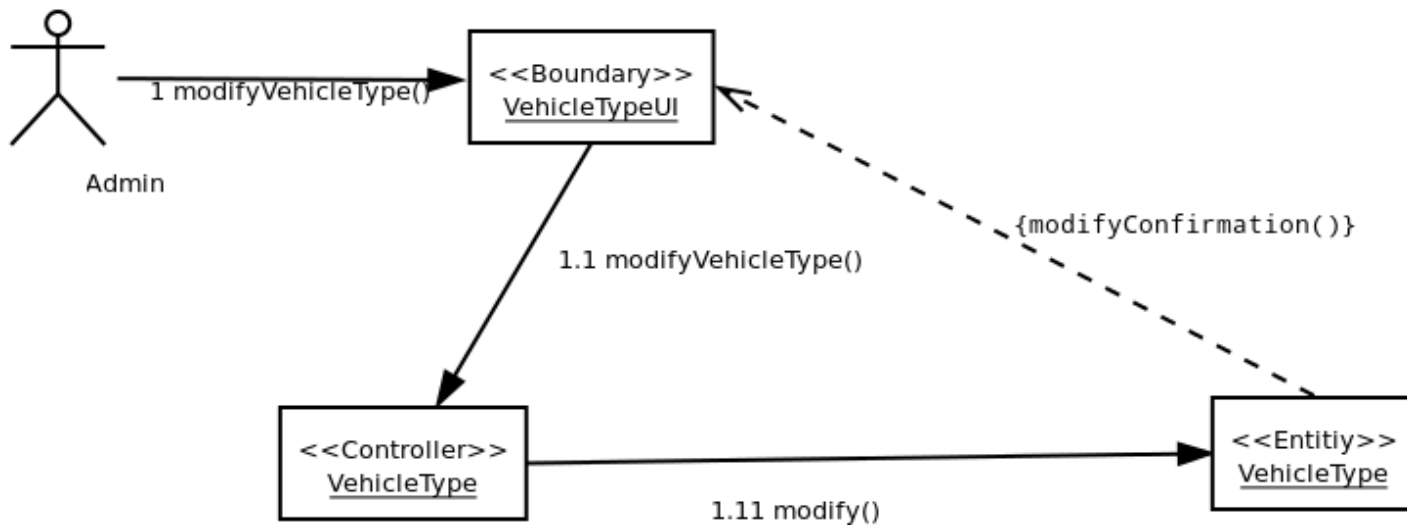 <<Boundary>>
VehicleTypeUI
1 modifyVehicleType()
Admin
{modifyConfirmation()}
1.1 modifyVehicleType()
<<Controller>>
VehicleType
<<Entitiy>>
VehicleType
1.11 modify()